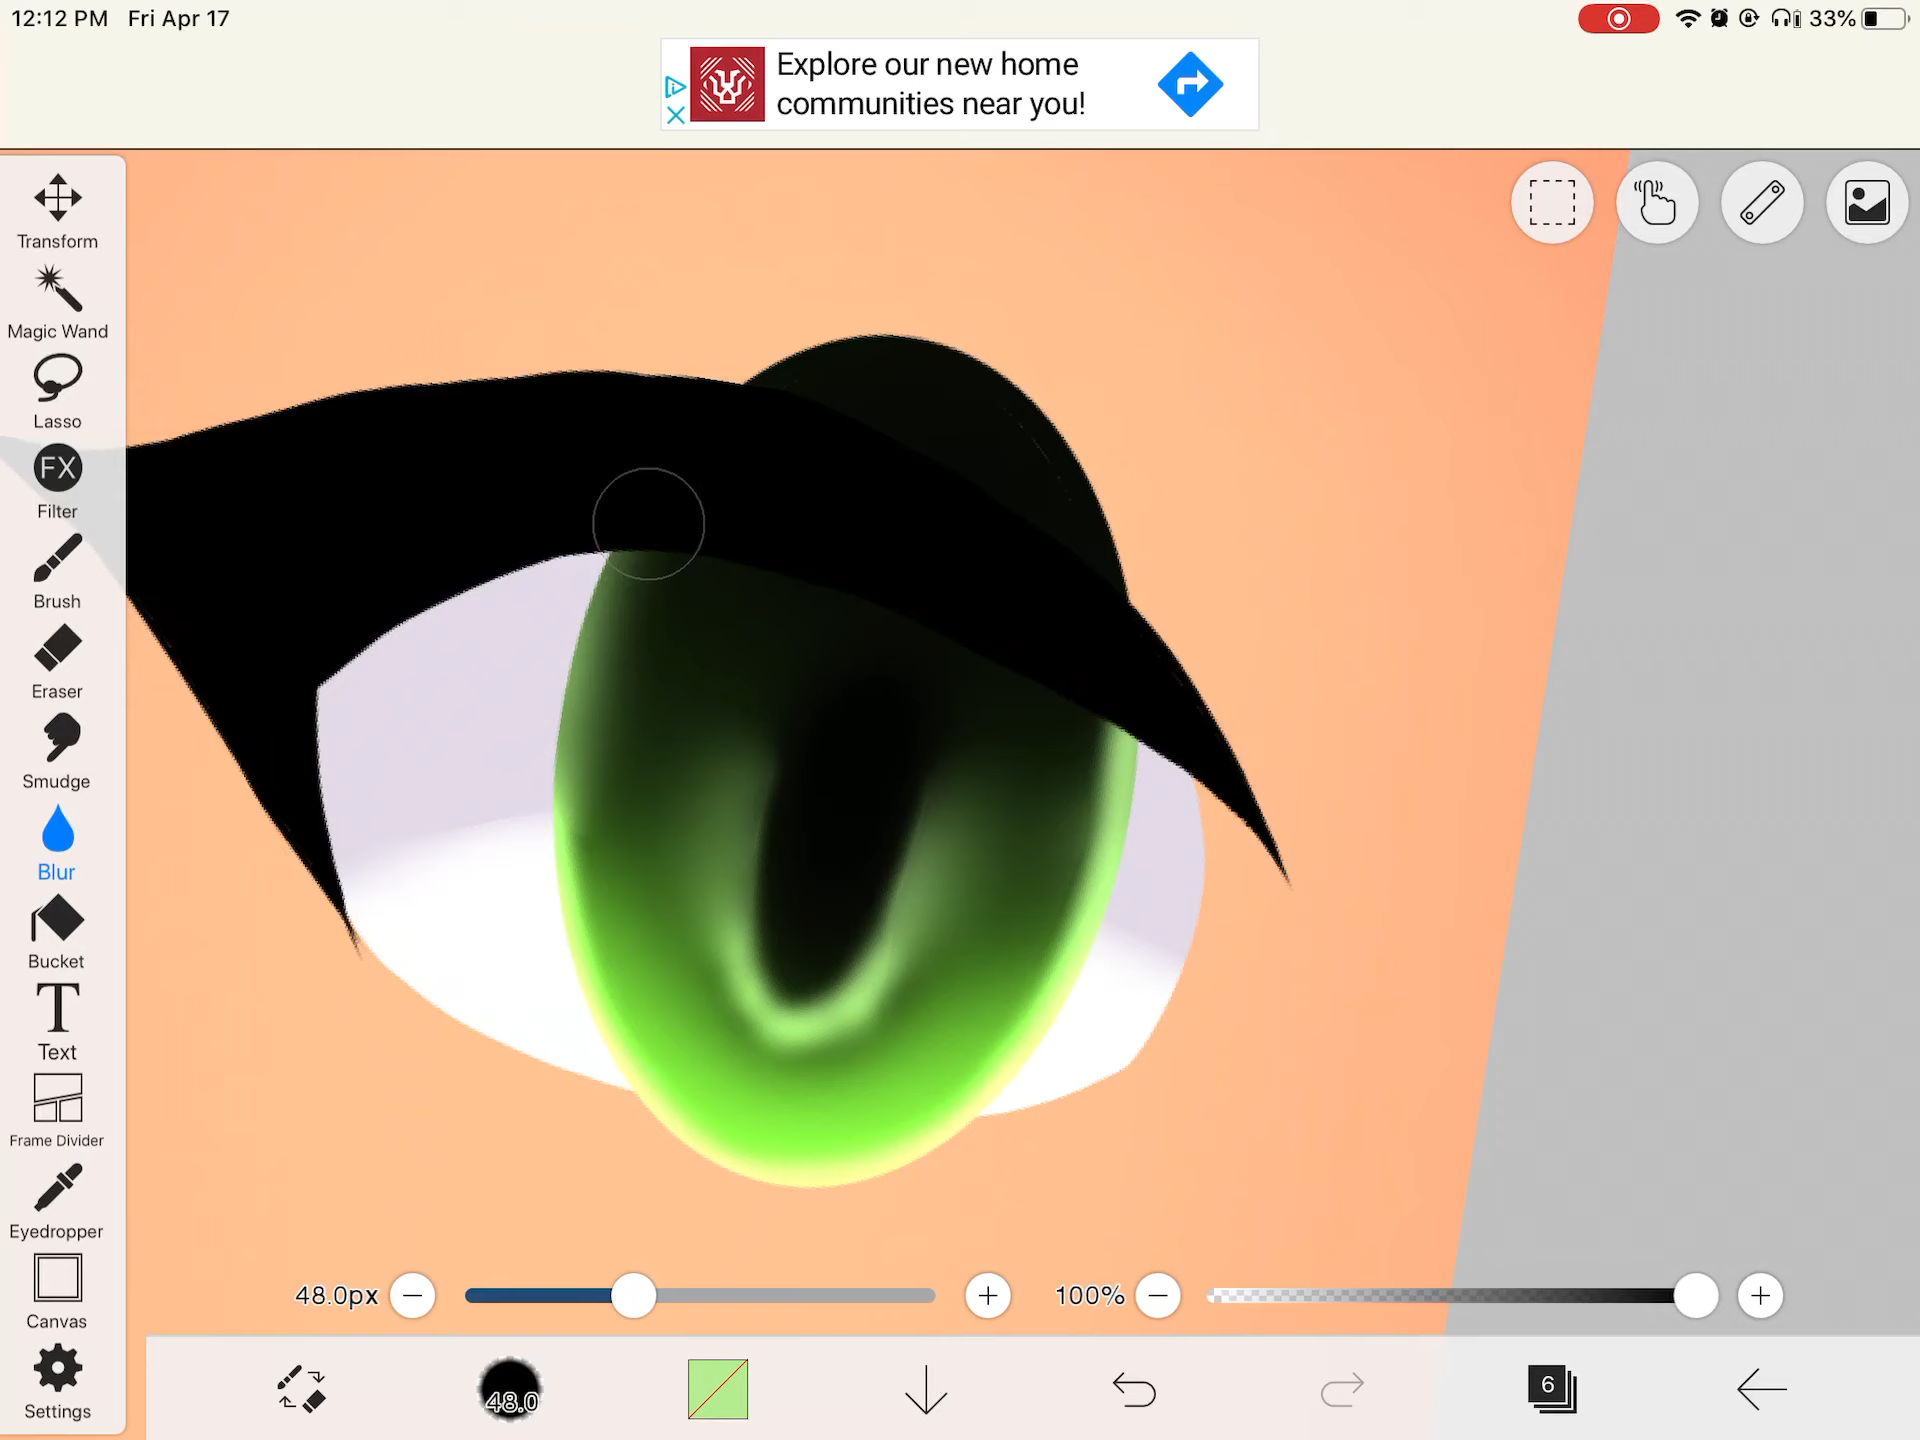 12:12 PM Fri Apr 17
33%
Explore our new home
communities near you!
Transform
Magic Wand
Lasso
FX
Filter
Brush
Eraser
Smudge
Blur
Bucket
T
Text
Frame Divider
Eyedropper
Canvas
Settings
48.0px
100%
48.0
6